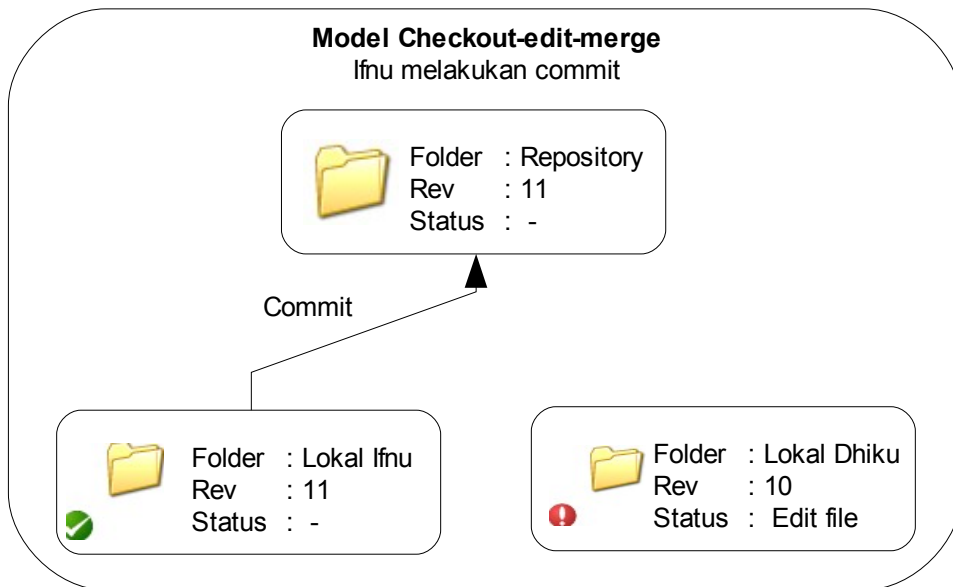 Model Checkout-edit-merge
Ifnu melakukan commit
Folder : Repository
Rev : 11
Status : -
Commit
Folder : Lokal Ifnu
Rev : 11
Status : -
Folder : Lokal Dhiku
Rev : 10
Status : Edit file